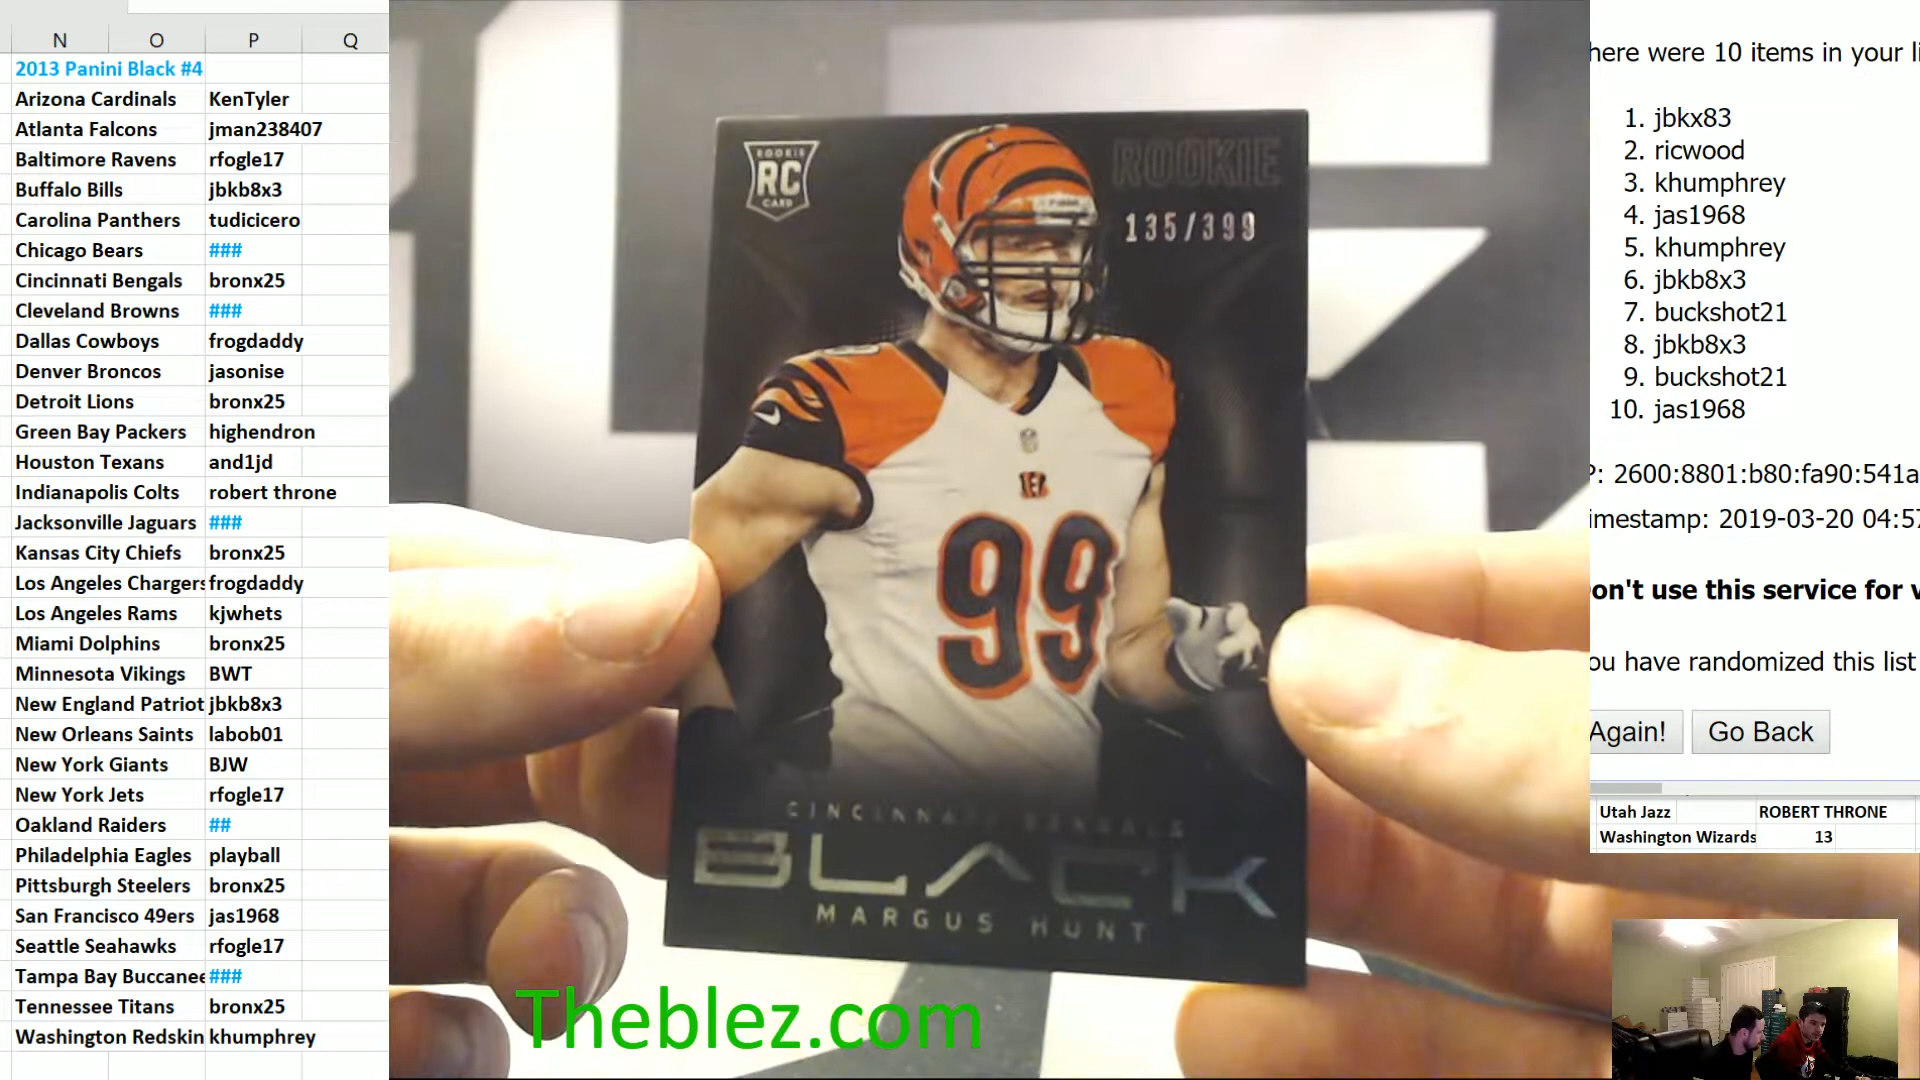 N O P Q
2013 Panini Black #4
Arizona Cardinals KenTyler
Atlanta Falcons jman238407
Baltimore Ravens rfogle17
Buffalo Bills jbkb8x3
Carolina Panthers tudicicero
Chicago Bears ###
Cincinnati Bengals bronx25
Cleveland Browns ###
Dallas Cowboys frogdaddy
Denver Broncos jasonise
Detroit Lions bronx25
Green Bay Packers highendron
Houston Texans and1jd
Indianapolis Colts robert throne
Jacksonville Jaguars ###
Kansas City Chiefs bronx25
Los Angeles Chargers frogdaddy
Los Angeles Rams kjwhets
Miami Dolphins bronx25
Minnesota Vikings BWT
New England Patriot jbkb8x3
New Orleans Saints labob01
New York Giants BJW
New York Jets rfogle17
Oakland Raiders ##
Philadelphia Eagles playball
Pittsburgh Steelers bronx25
San Francisco 49ers jas1968
Seattle Seahawks rfogle17
Tampa Bay Buccanee ###
Tennessee Titans bronx25
Washington Redskin khumphrey
ROOKIE
RC
CARD
ROOKIE
135/399
99
CINCINNATI BENGALS
BLACK
MARGUS HUNT
Theblez.com
here were 10 items in your li
1. jbkx83
2. ricwood
3. khumphrey
4. jas1968
5. khumphrey
6. jbkb8x3
7. buckshot21
8. jbkb8x3
9. buckshot21
10. jas1968
P: 2600:8801:b80:fa90:541a
imestamp: 2019-03-20 04:57
on't use this service for v
ou have randomized this list
Again! Go Back
Utah Jazz ROBERT THRONE
Washington Wizards 13